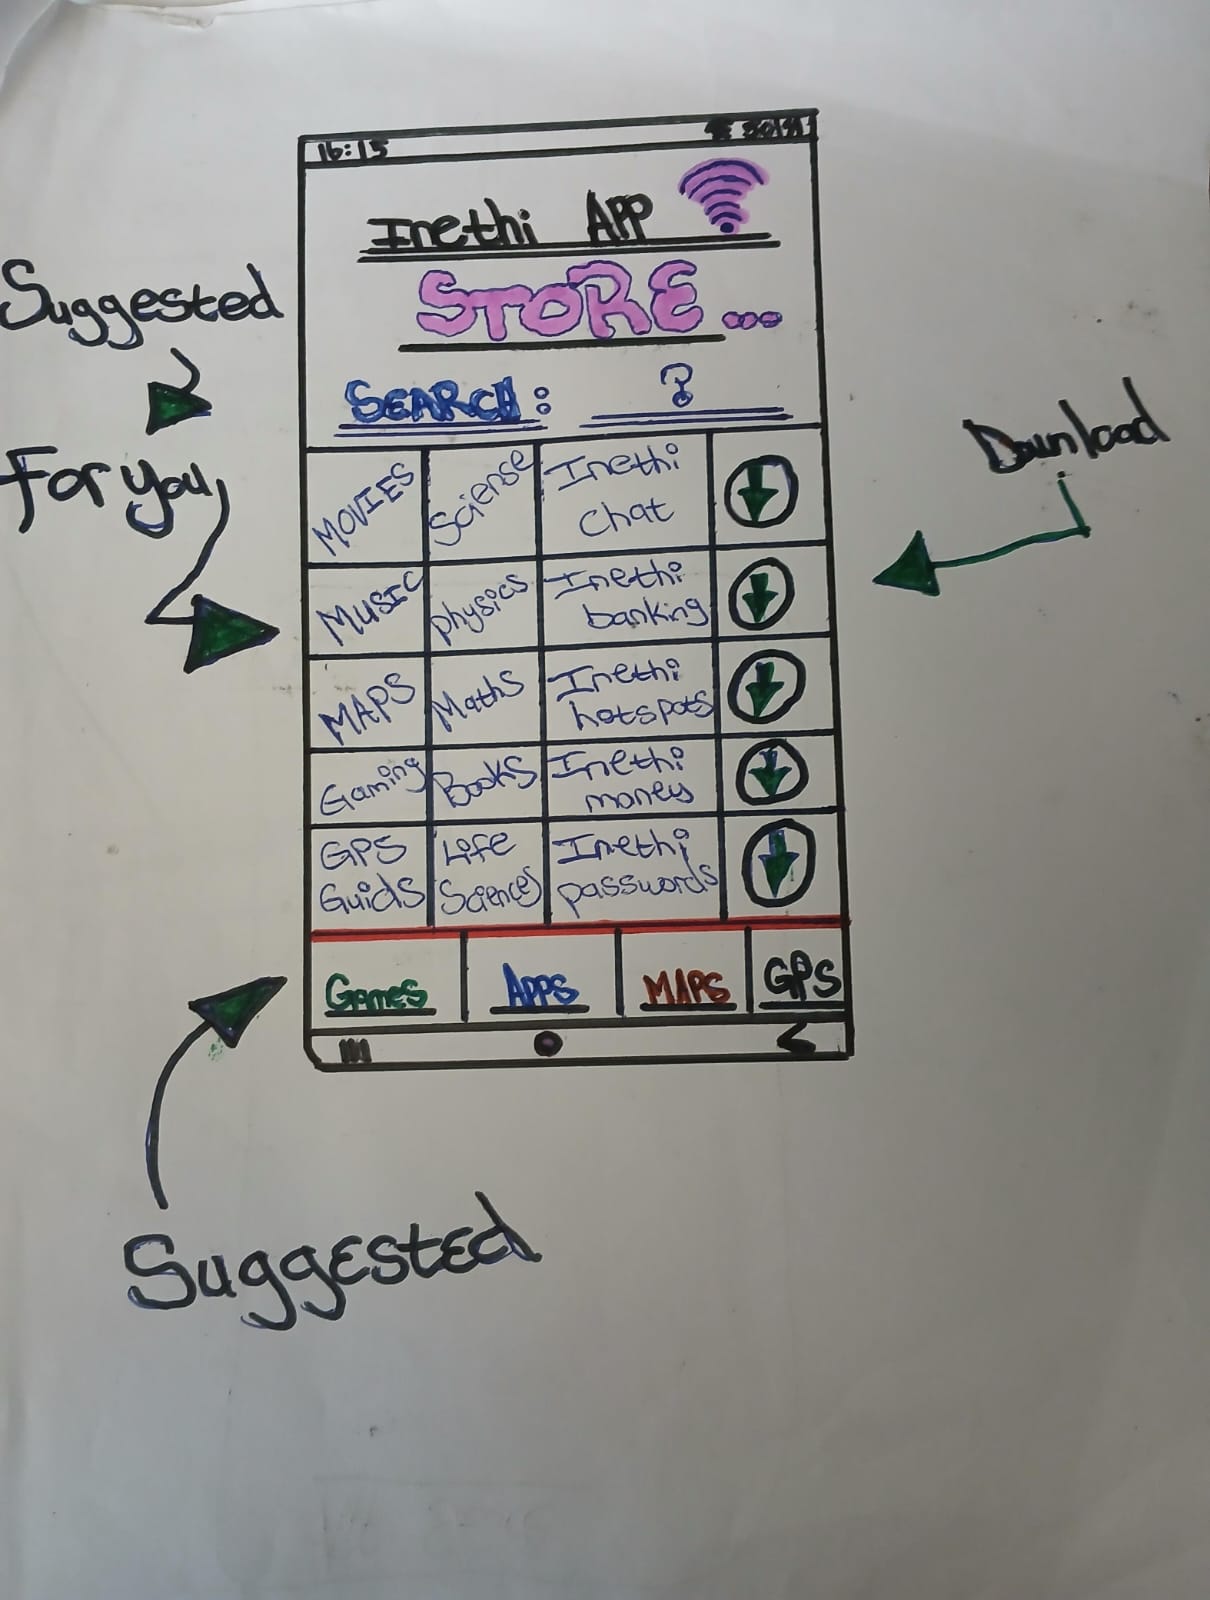 16:15
Inethi APP
STORE...
SEARCH: ?
Suggested
For you
Download
MOVIES Sciense Inethi chat
MUSIC physics Inethi banking
MAPS Maths Inethi hotspots
Gaming Books Inethi money
GPS Guids Life Sciences Inethi passwords
Games APPS MAPS GPS
Suggested